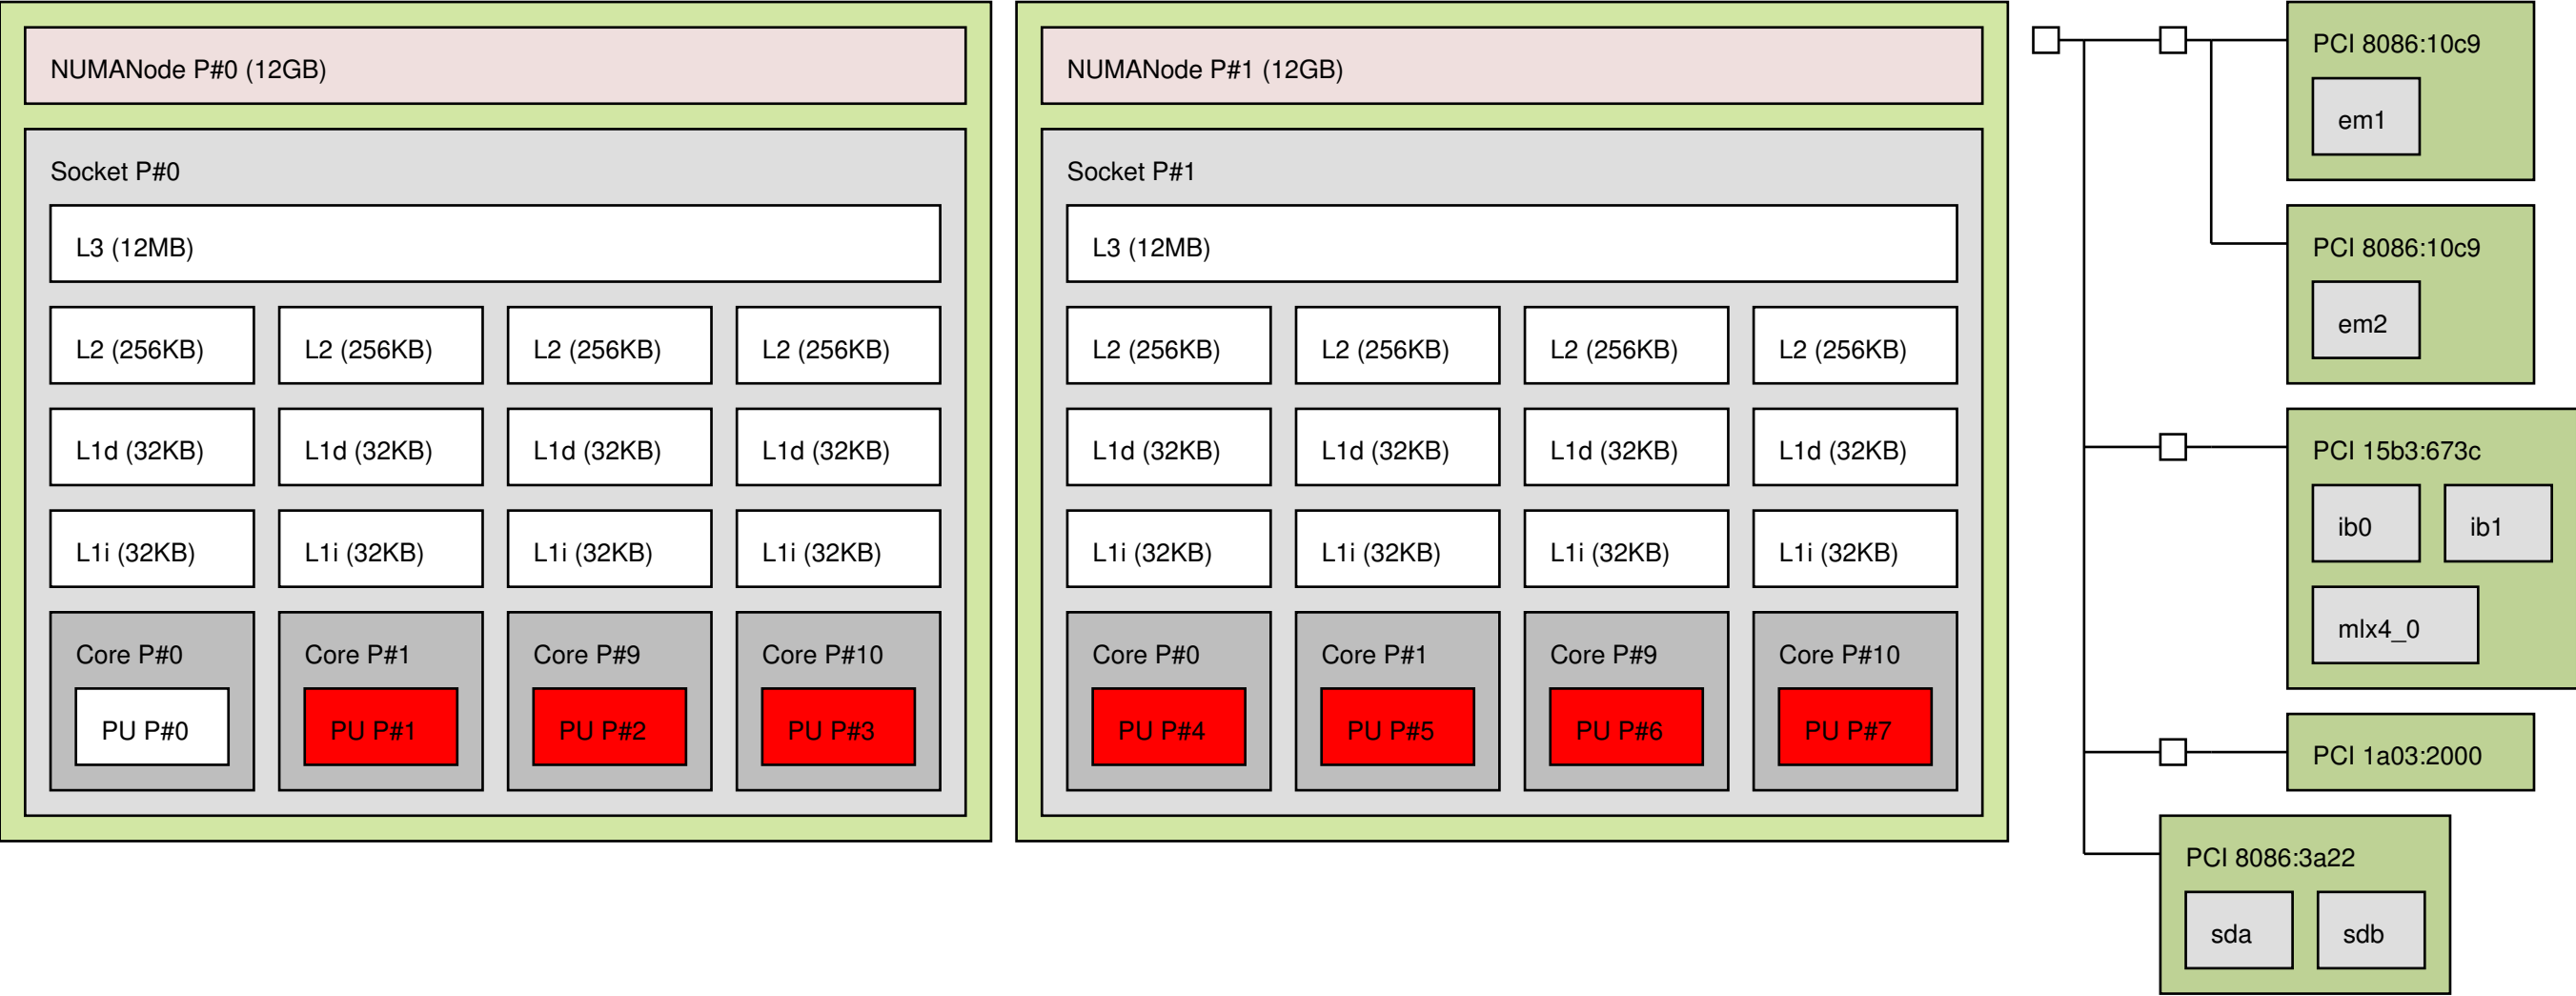 NUMANode P#0 (12GB)
Socket P#0
L3 (12MB)
L2 (256KB) L2 (256KB) L2 (256KB) L2 (256KB)
L1d (32KB) L1d (32KB) L1d (32KB) L1d (32KB)
L1i (32KB) L1i (32KB) L1i (32KB) L1i (32KB)
Core P#0 Core P#1 Core P#9 Core P#10
PU P#0 PU P#1 PU P#2 PU P#3
NUMANode P#1 (12GB)
Socket P#1
L3 (12MB)
L2 (256KB) L2 (256KB) L2 (256KB) L2 (256KB)
L1d (32KB) L1d (32KB) L1d (32KB) L1d (32KB)
L1i (32KB) L1i (32KB) L1i (32KB) L1i (32KB)
Core P#0 Core P#1 Core P#9 Core P#10
PU P#4 PU P#5 PU P#6 PU P#7
PCI 8086:10c9
em1
PCI 8086:10c9
em2
PCI 15b3:673c
ib0 ib1
mlx4_0
PCI 1a03:2000
PCI 8086:3a22
sda sdb